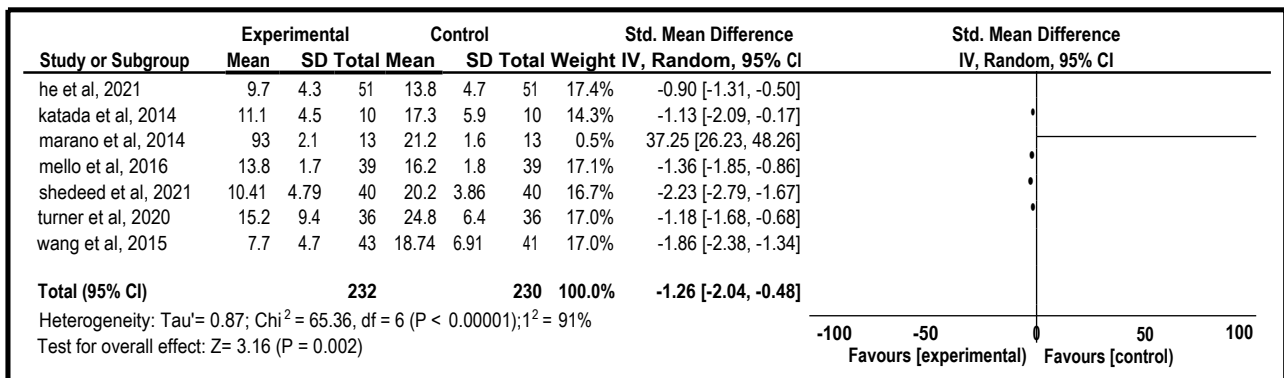 Experimental Control Std. Mean Difference Std. Mean Difference
Study or Subgroup Mean SD Total Mean SD Total Weight IV, Random, 95% CI IV, Random, 95% CI
he et al, 2021 9.7 4.3 51 13.8 4.7 51 17.4% -0.90 [-1.31, -0.50]
katada et al, 2014 11.1 4.5 10 17.3 5.9 10 14.3% -1.13 [-2.09, -0.17]
marano et al, 2014 93 2.1 13 21.2 1.6 13 0.5% 37.25 [26.23, 48.26]
mello et al, 2016 13.8 1.7 39 16.2 1.8 39 17.1% -1.36 [-1.85, -0.86]
shedeed et al, 2021 10.41 4.79 40 20.2 3.86 40 16.7% -2.23 [-2.79, -1.67]
turner et al, 2020 15.2 9.4 36 24.8 6.4 36 17.0% -1.18 [-1.68, -0.68]
wang et al, 2015 7.7 4.7 43 18.74 6.91 41 17.0% -1.86 [-2.38, -1.34]
Total (95% CI) 232 230 100.0% -1.26 [-2.04, -0.48]
Heterogeneity: Tau'= 0.87; Chi² = 65.36, df = 6 (P < 0.00001);1² = 91%
Test for overall effect: Z= 3.16 (P = 0.002)
-100 -50 0 50 100
Favours [experimental) Favours [control)